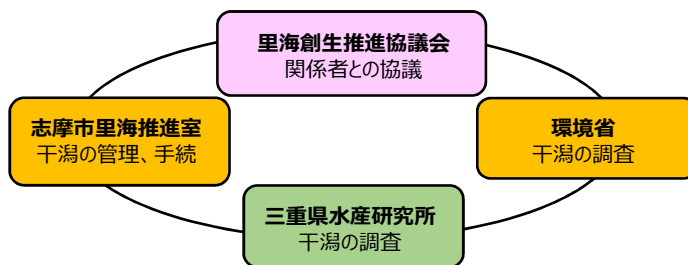 里海創生推進協議会
関係者との協議
志摩市里海推進室
干潟の管理、手続
環境省
干潟の調査
三重県水産研究所
干潟の調査